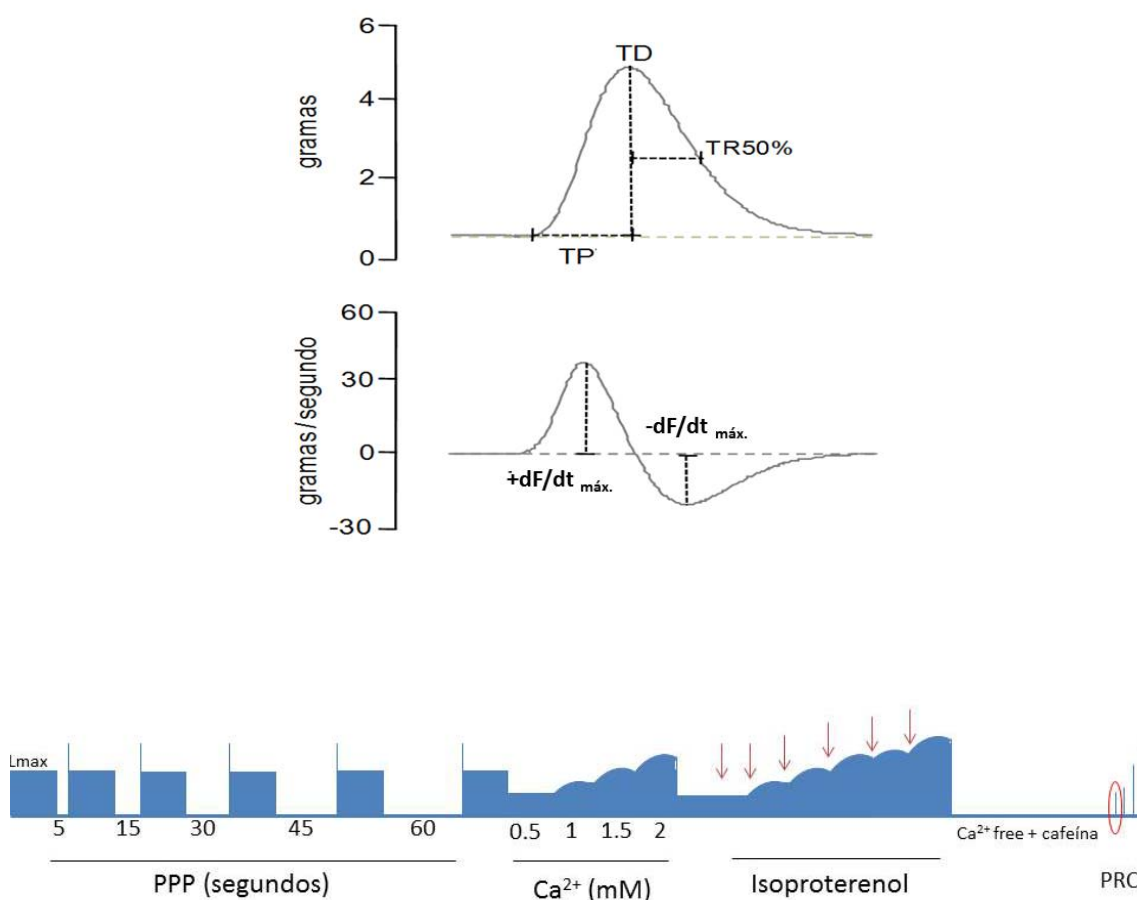 6
TD
4
gramas
TR50%
2
0
TP
60
gramas/segundo
30
-dF/dt máx.
0
+dF/dt máx.
-30
Lmax
5 15 30 45 60 0.5 1 1.5 2 Ca²⁺ free + cafeína
PPP (segundos) Ca²⁺ (mM) Isoproterenol PRC